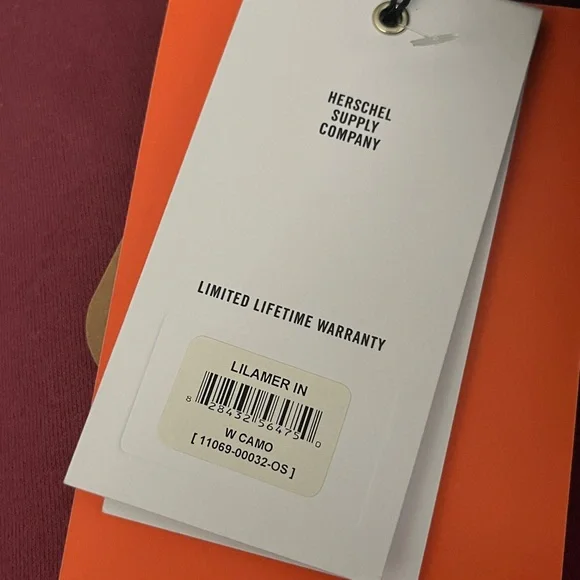 HERSCHEL
SUPPLY
COMPANY
LIMITED LIFETIME WARRANTY
LILAMER IN
8 28432 56475 0
W CAMO
[ 11069-00032-OS ]